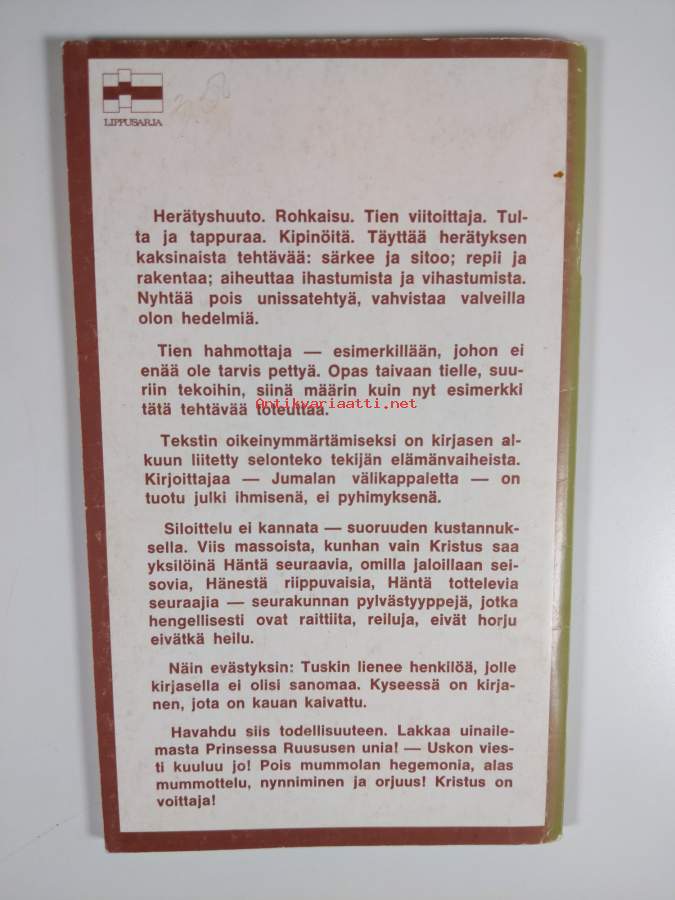 LIPPUSARJA
Herätyshuuto. Rohkaisu. Tien viitoittaja. Tul-
ta ja tappuraa. Kipinöitä. Täyttää herätyksen
kaksinaista tehtävää: särkee ja sitoo; repii ja
rakentaa; aiheuttaa ihastumista ja vihastumista.
Nyhtää pois unissatehtyä, vahvistaa valveilla
olon hedelmiä.
Tien hahmottaja — esimerkillään, johon ei
enää ole tarvis pettyä. Opas taivaan tielle, suu-
riin tekoihin, siinä määrin kuin nyt esimerkki
tätä tehtävää toteuttaa.
Antikvariaatti.net
Tekstin oikeinymmärtämiseksi on kirjasen al-
kuun liitetty selonteko tekijän elämänvaiheista.
Kirjoittajaa — Jumalan välikappaletta — on
tuotu julki ihmisenä, ei pyhimyksenä.
Siloittelu ei kannata — suoruuden kustannuk-
sella. Viis massoista, kunhan vain Kristus saa
yksilöinä Häntä seuraavia, omilla jaloillaan sei-
sovia, Hänestä riippuvaisia, Häntä tottelevia
seuraajia — seurakunnan pylvästyyppejä, jotka
hengellisesti ovat raittiita, reiluja, eivät horju
eivätkä heilu.
Näin evästyksin: Tuskin lienee henkilöä, jolle
kirjasella ei olisi sanomaa. Kyseessä on kirja-
nen, jota on kauan kaivattu.
Havahdu siis todellisuuteen. Lakkaa uinaile-
masta Prinsessa Ruususen unia! — Uskon vies-
ti kuuluu jo! Pois mummolan hegemonia, alas
mummottelu, nynniminen ja orjuus! Kristus on
voittaja!